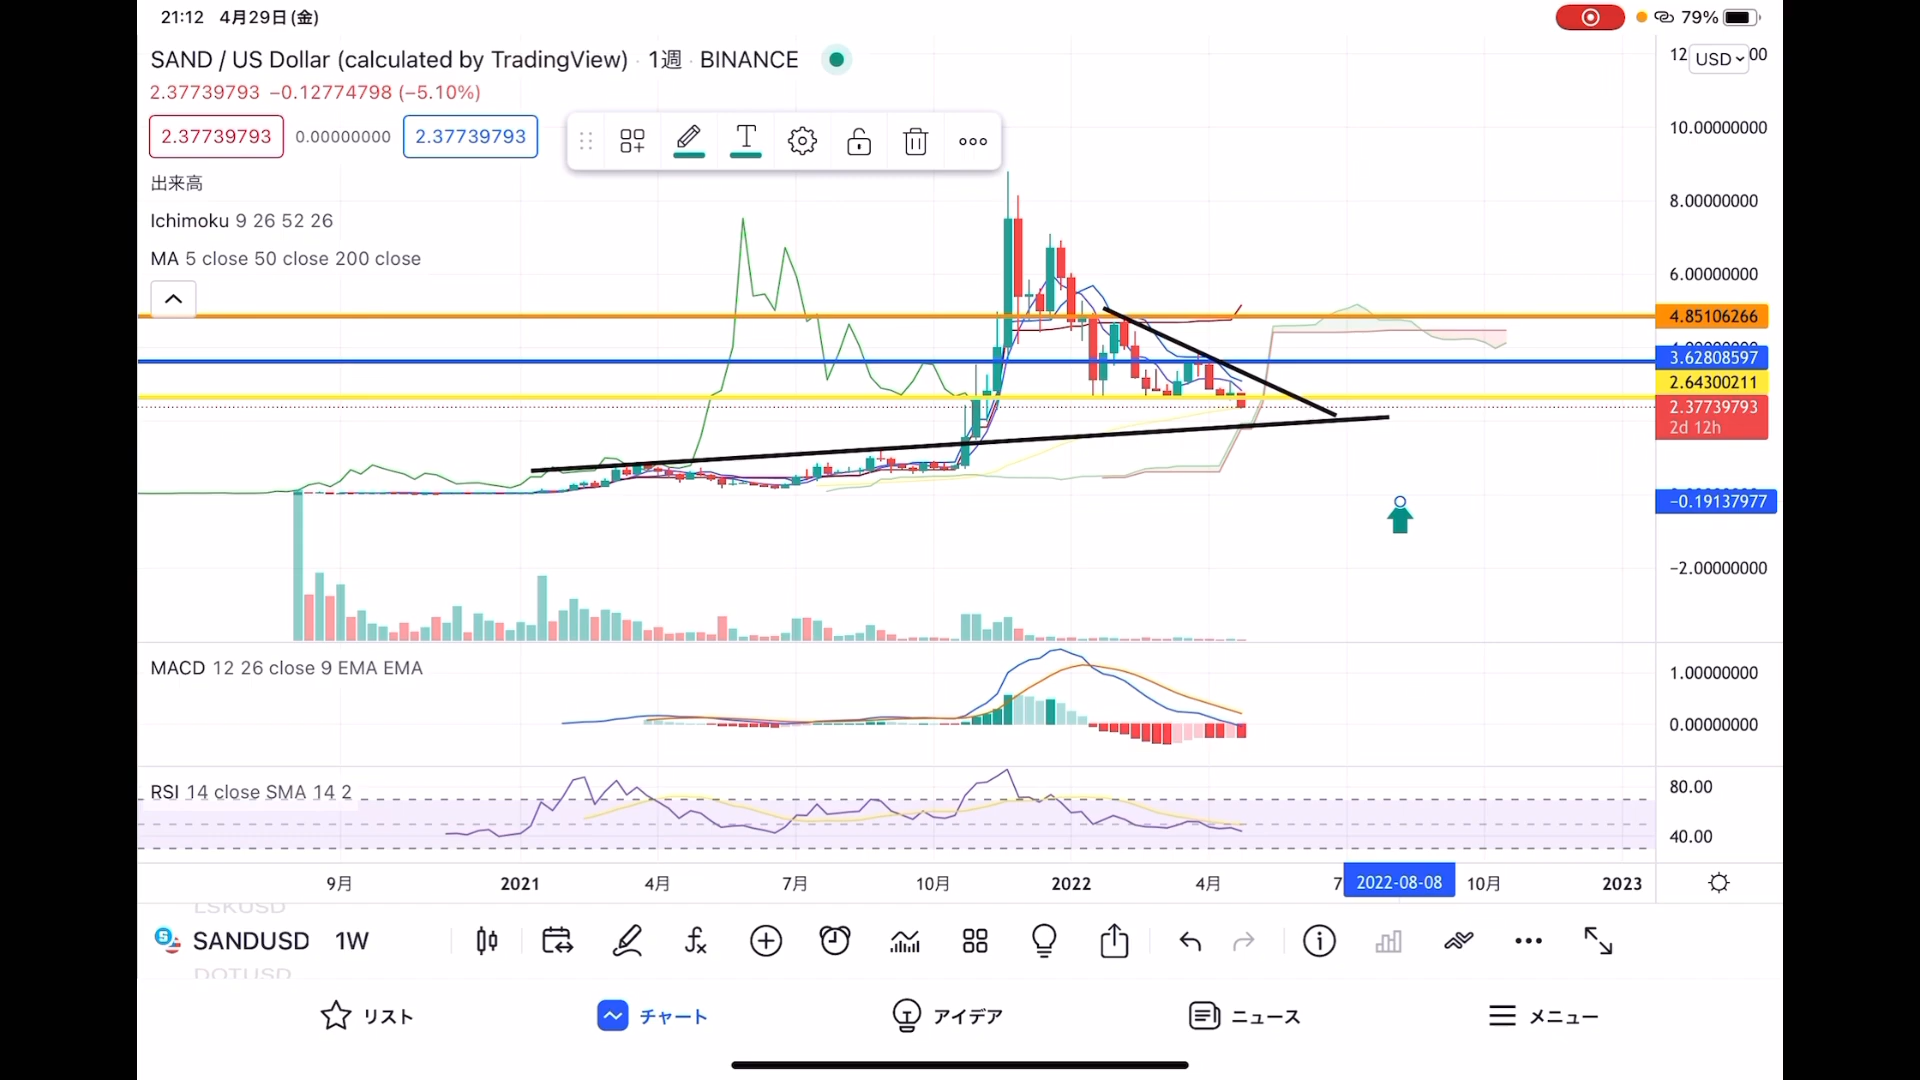 21:12 4月29日(金)
79%
SAND / US Dollar (calculated by TradingView) · 1週 · BINANCE
2.37739793 −0.12774798 (−5.10%)
2.37739793 0.00000000 2.37739793
T
出来高
Ichimoku 9 26 52 26
MA 5 close 50 close 200 close
USD
10.00000000
8.00000000
6.00000000
4.85106266
3.62808597
2.64300211
2.37739793
2d 12h
−0.19137977
−2.00000000
MACD 12 26 close 9 EMA EMA
1.00000000
0.00000000
RSI 14 close SMA 14 2
80.00
40.00
9月 2021 4月 7月 10月 2022 4月 7 2022-08-08 10月 2023
LSKUSD
SANDUSD 1W
DOTUSD
リスト チャート アイデア ニュース メニュー